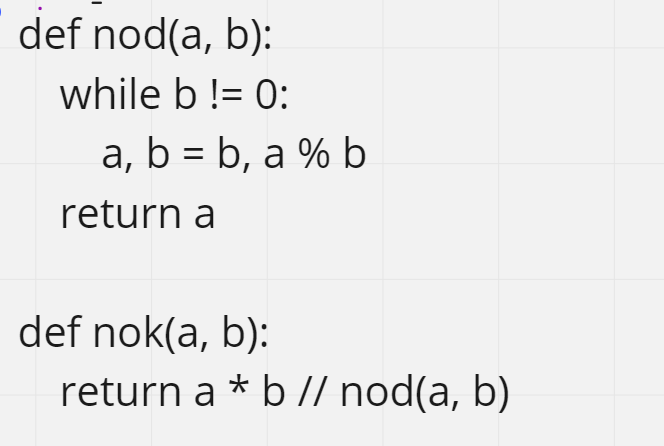 def nod(a, b):
    while b != 0:
        a, b = b, a % b
    return a

def nok(a, b):
    return a * b // nod(a, b)